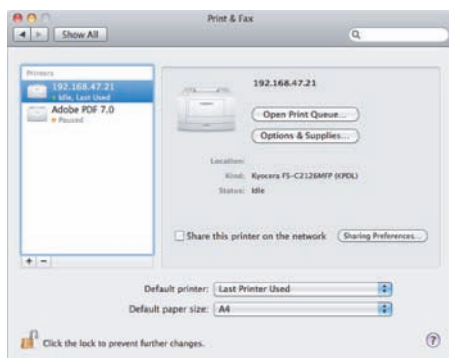 Print & Fax
Show All
Printers
192.168.47.21
Idle, Last Used
Adobe PDF 7.0
Paused
192.168.47.21
Open Print Queue...
Options & Supplies...
Location:
Kind: Kyocera FS-C2126MFP (KPDL)
Status: Idle
Share this printer on the network
Sharing Preferences...
+ −
Default printer: Last Printer Used
Default paper size: A4
Click the lock to prevent further changes.
?